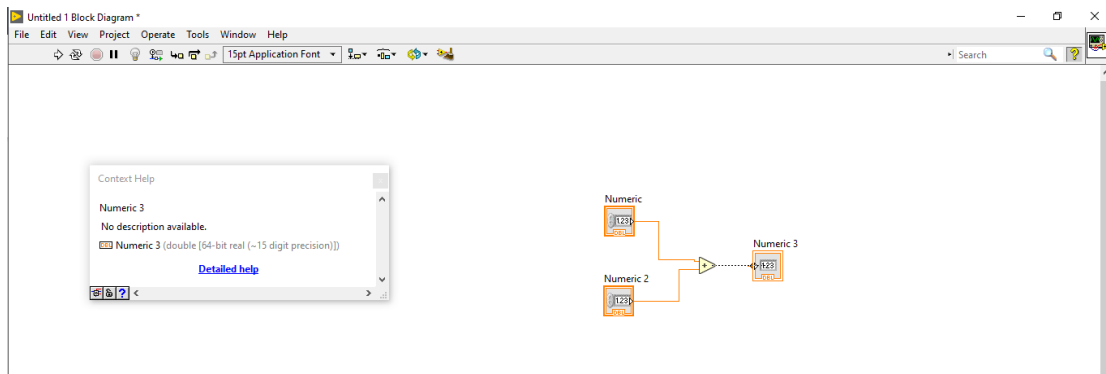 Untitled 1 Block Diagram *
File Edit View Project Operate Tools Window Help
15pt Application Font
Search
?
Context Help
Numeric 3
No description available.
DBL Numeric 3 (double [64-bit real (~15 digit precision)])
Detailed help
?
Numeric
123
DBL
Numeric 2
123
DBL
+
Numeric 3
123
DBL